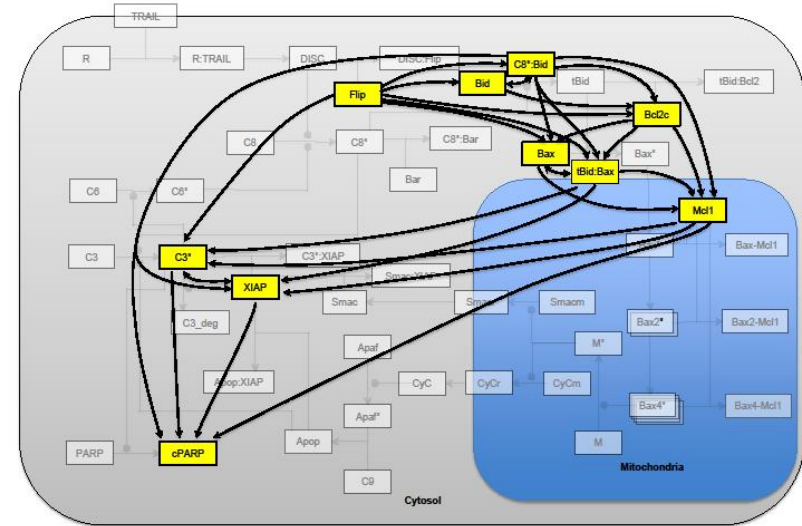 TRAIL
R
R:TRAIL
DISC
DISC:Flip
C8*:Bid
Bid
tBid
tBid:Bcl2
Flip
Bcl2c
C8
C8*
C8*:Bar
Bar
Bax
Bax*
tBid:Bax
C6
C6*
Mcl1
C3
C3*
C3*:XIAP
Smac:XIAP
Bax-Mcl1
XIAP
Smac
Smacm
C3_deg
Bax2*
Bax2-Mcl1
Apaf
M*
Apop:XIAP
CyC
CyCr
CyCm
Bax4*
Bax4-Mcl1
Apaf*
Apop
M
PARP
cPARP
C9
Mitochondria
Cytosol